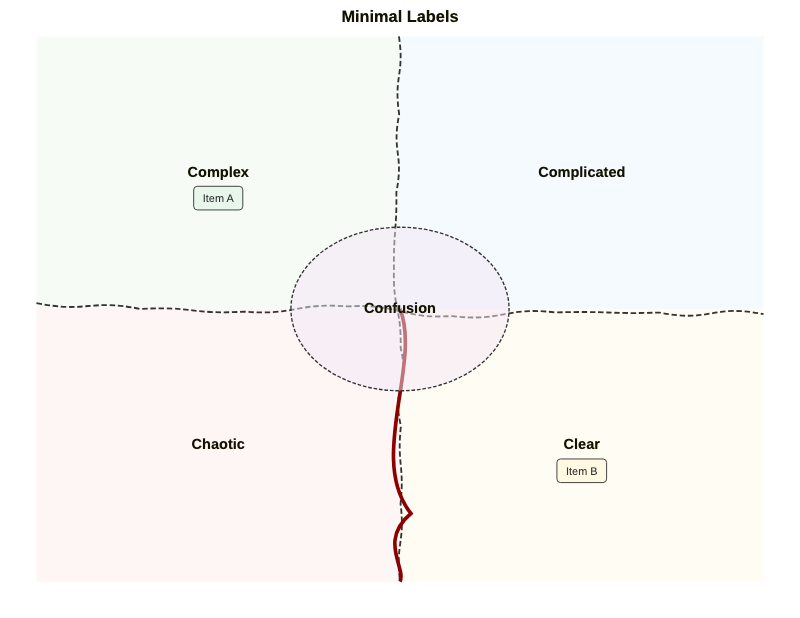 Minimal Labels
Complex
Item A
Complicated
Confusion
Chaotic
Clear
Item B